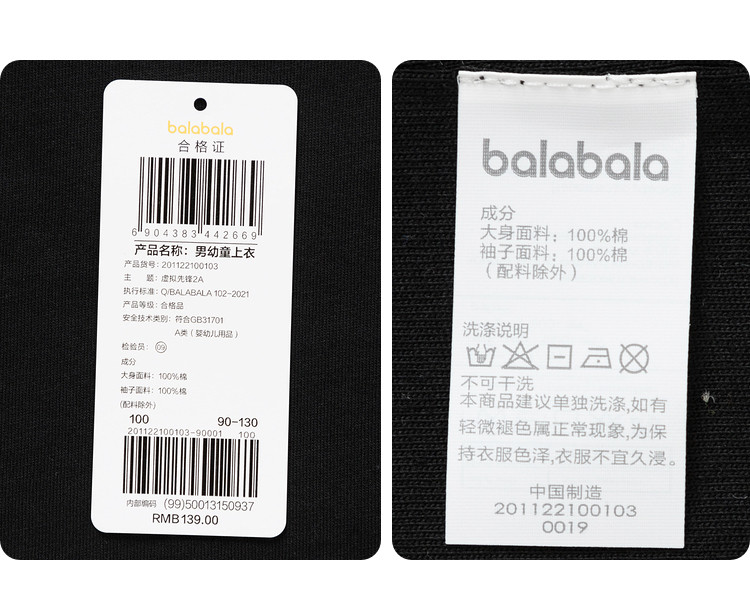 balabala
合格证
6 904383 442669
产品名称：男幼童上衣
产品货号：201122100103
主 题：虚拟先锋2A
执行标准：Q/BALABALA 102-2021
产品等级：合格品
安全技术类别：符合GB31701
A类（婴幼儿用品）
检验员：09
成分
大身面料：100%棉
袖子面料：100%棉
(配料除外)
100 90-130
201122100103-90001 100
内部编码 (99)50013150937
RMB139.00
balabala
成分
大身面料：100%棉
袖子面料：100%棉
（配料除外）
洗涤说明
不可干洗
本商品建议单独洗涤,如有
轻微褪色属正常现象,为保
持衣服色泽,衣服不宜久浸。
中国制造
201122100103
0019